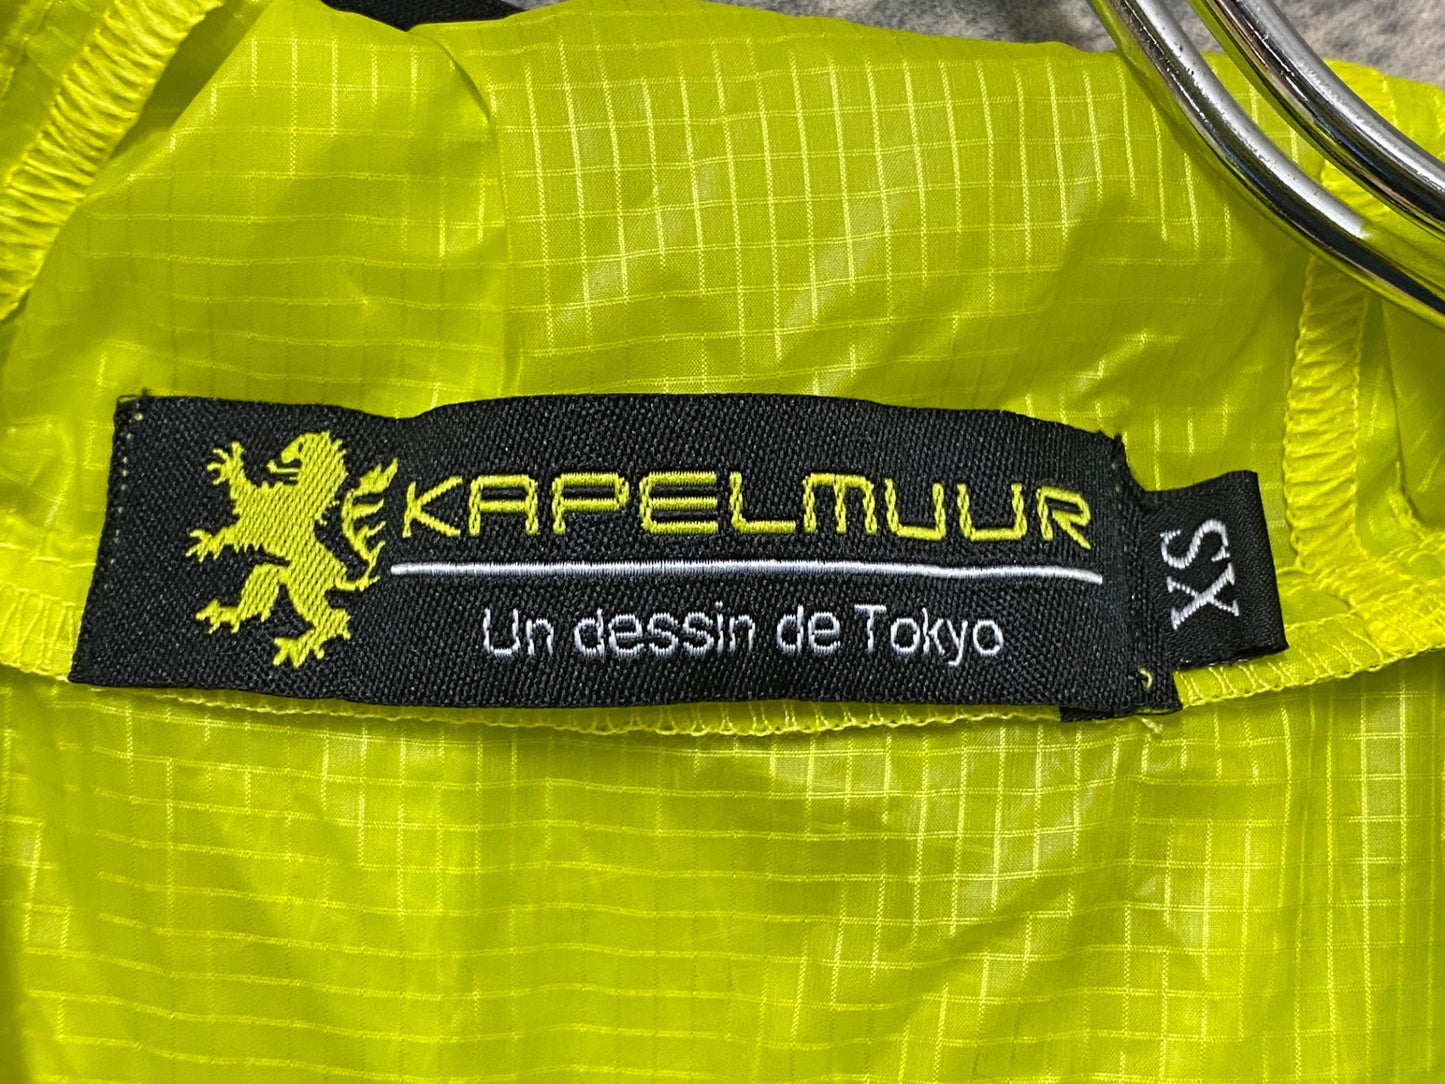 KAPELMUUR
Un dessin de Tokyo
XS